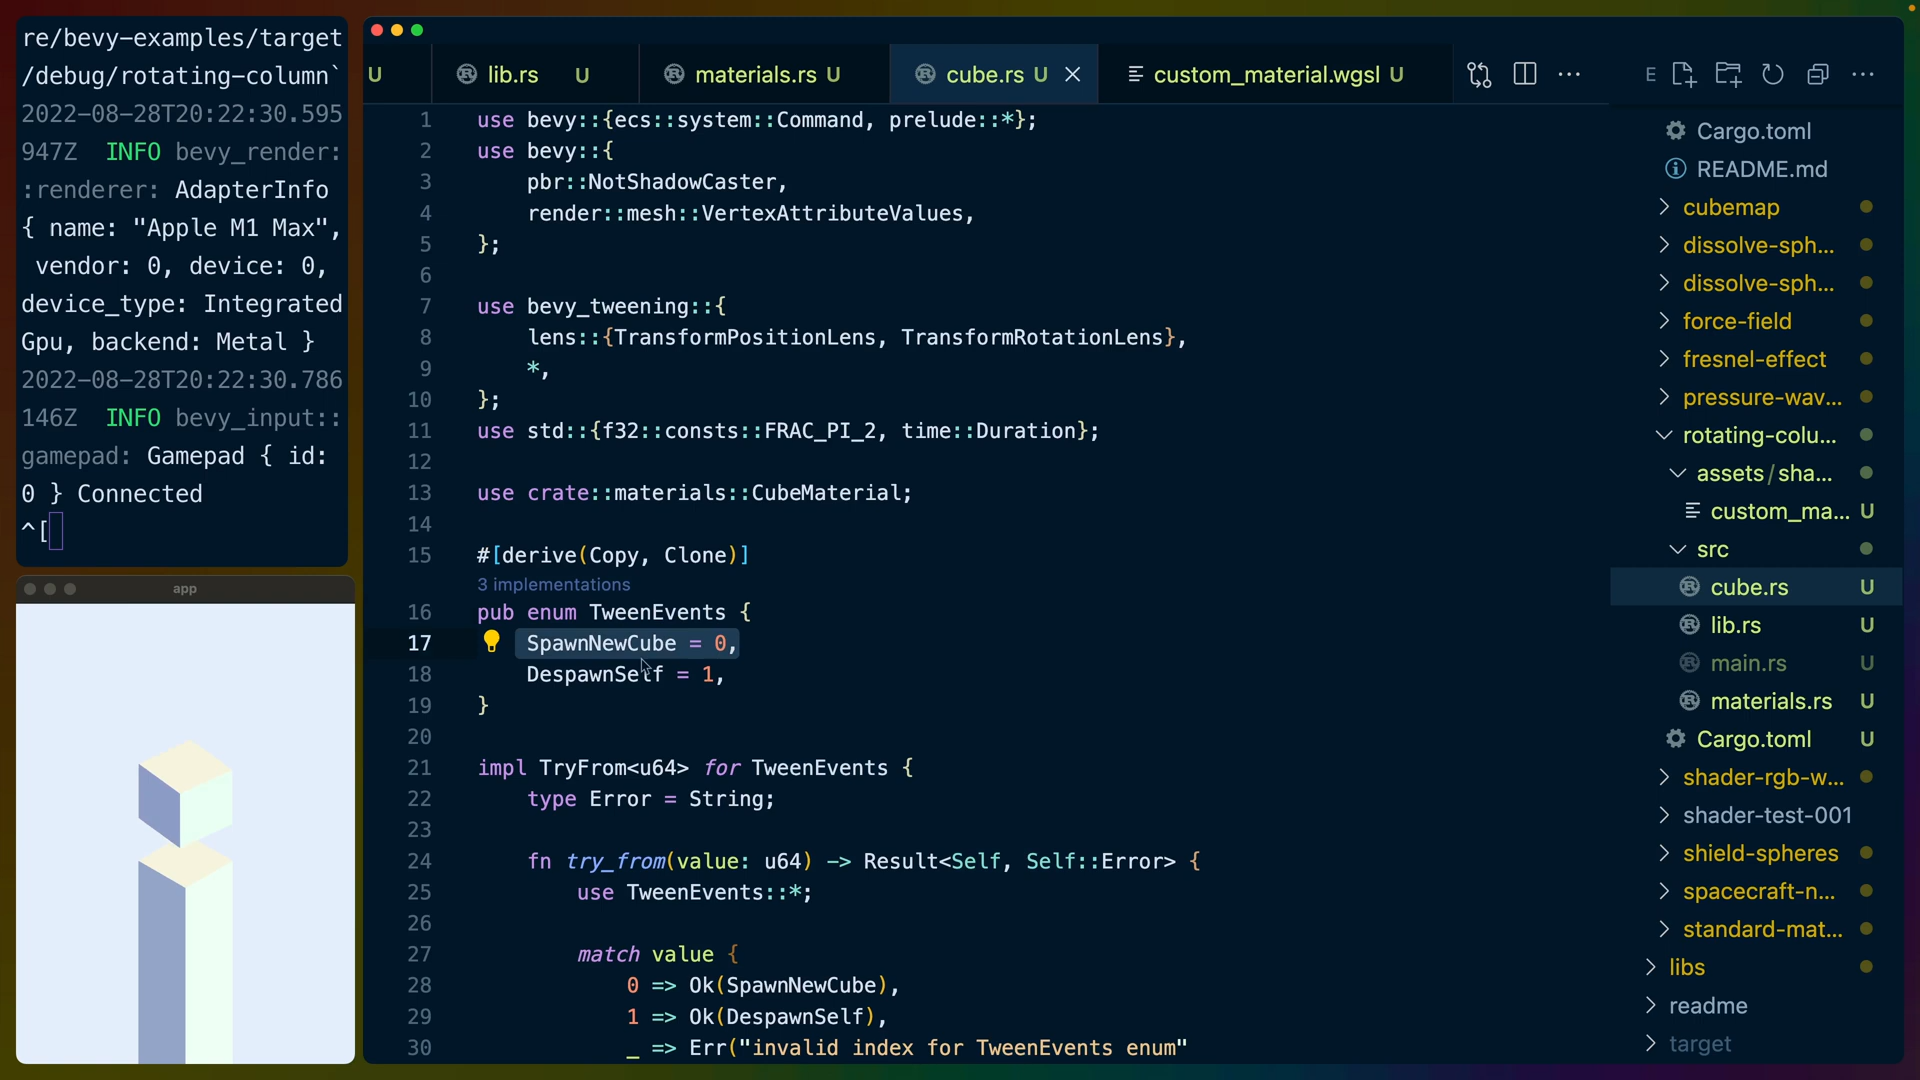 re/bevy-examples/target
/debug/rotating-column`
2022-08-28T20:22:30.595
947Z  INFO bevy_render:
:renderer: AdapterInfo
{ name: "Apple M1 Max",
vendor: 0, device: 0,
device_type: Integrated
Gpu, backend: Metal }
2022-08-28T20:22:30.786
146Z  INFO bevy_input::
gamepad: Gamepad { id:
0 } Connected
^[
app
U
lib.rs U
materials.rs U
cube.rs U
custom_material.wgsl U
1 use bevy::{ecs::system::Command, prelude::*};
2 use bevy::{
3     pbr::NotShadowCaster,
4     render::mesh::VertexAttributeValues,
5 };
6
7 use bevy_tweening::{
8     lens::{TransformPositionLens, TransformRotationLens},
9     *,
10 };
11 use std::{f32::consts::FRAC_PI_2, time::Duration};
12
13 use crate::materials::CubeMaterial;
14
15 #[derive(Copy, Clone)]
3 implementations
16 pub enum TweenEvents {
17     SpawnNewCube = 0,
18     DespawnSelf = 1,
19 }
20
21 impl TryFrom<u64> for TweenEvents {
22     type Error = String;
23
24     fn try_from(value: u64) -> Result<Self, Self::Error> {
25         use TweenEvents::*;
26
27         match value {
28             0 => Ok(SpawnNewCube),
29             1 => Ok(DespawnSelf),
30             _ => Err("invalid index for TweenEvents enum"
E
Cargo.toml
README.md
cubemap
dissolve-sph...
dissolve-sph...
force-field
fresnel-effect
pressure-wav...
rotating-colu...
assets/sha...
custom_ma... U
src
cube.rs U
lib.rs U
main.rs U
materials.rs U
Cargo.toml U
shader-rgb-w...
shader-test-001
shield-spheres
spacecraft-n...
standard-mat...
libs
readme
target